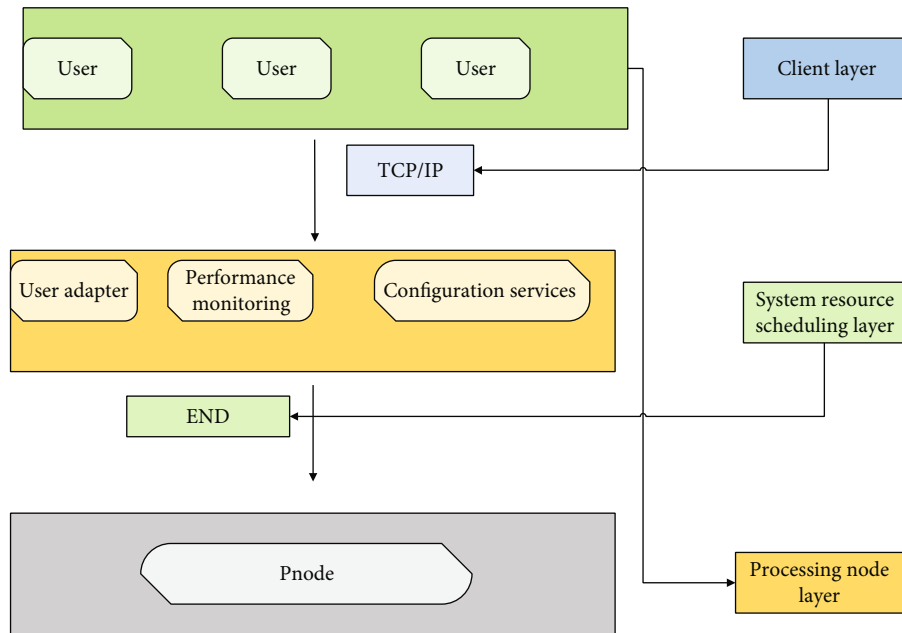 User
User
User
Client layer
TCP/IP
User adapter
Performance
monitoring
Configuration services
System resource
scheduling layer
END
Pnode
Processing node
layer